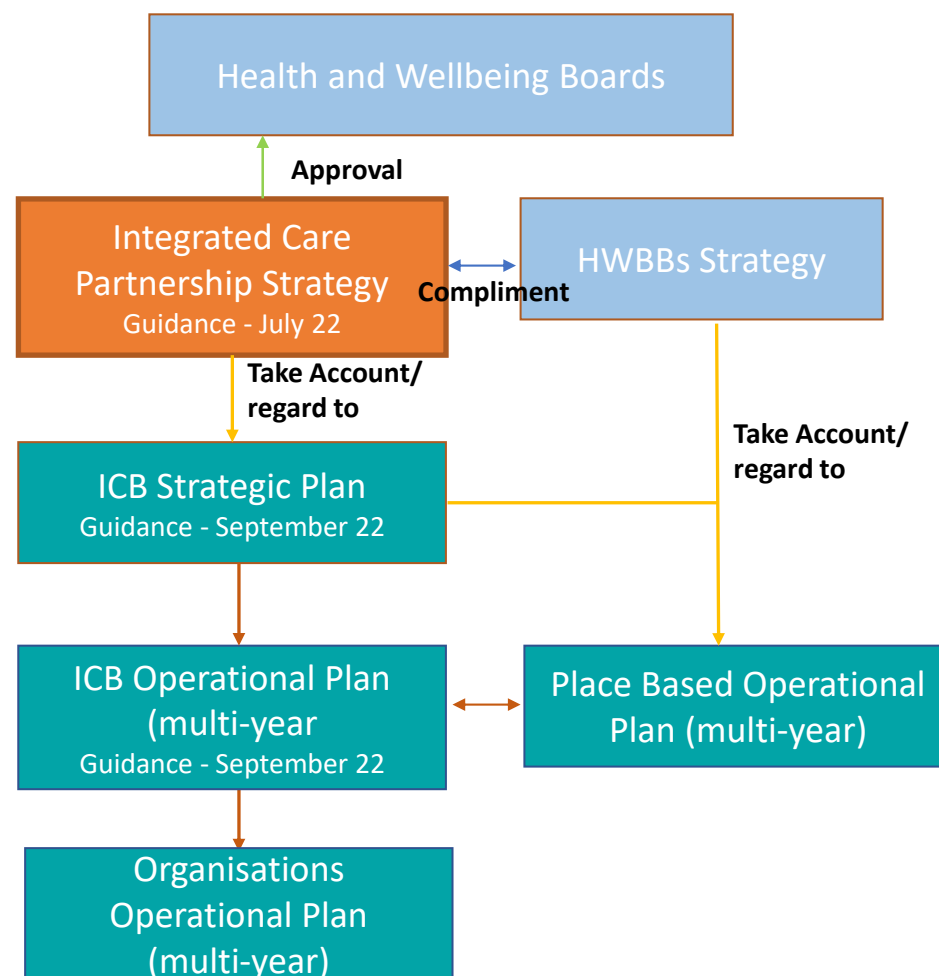 Health and Wellbeing Boards
Approval
Integrated Care
Partnership Strategy
Guidance - July 22
Compliment
HWBBs Strategy
Take Account/
regard to
Take Account/
regard to
ICB Strategic Plan
Guidance - September 22
ICB Operational Plan
(multi-year
Guidance - September 22
Place Based Operational
Plan (multi-year)
Organisations
Operational Plan
(multi-year)